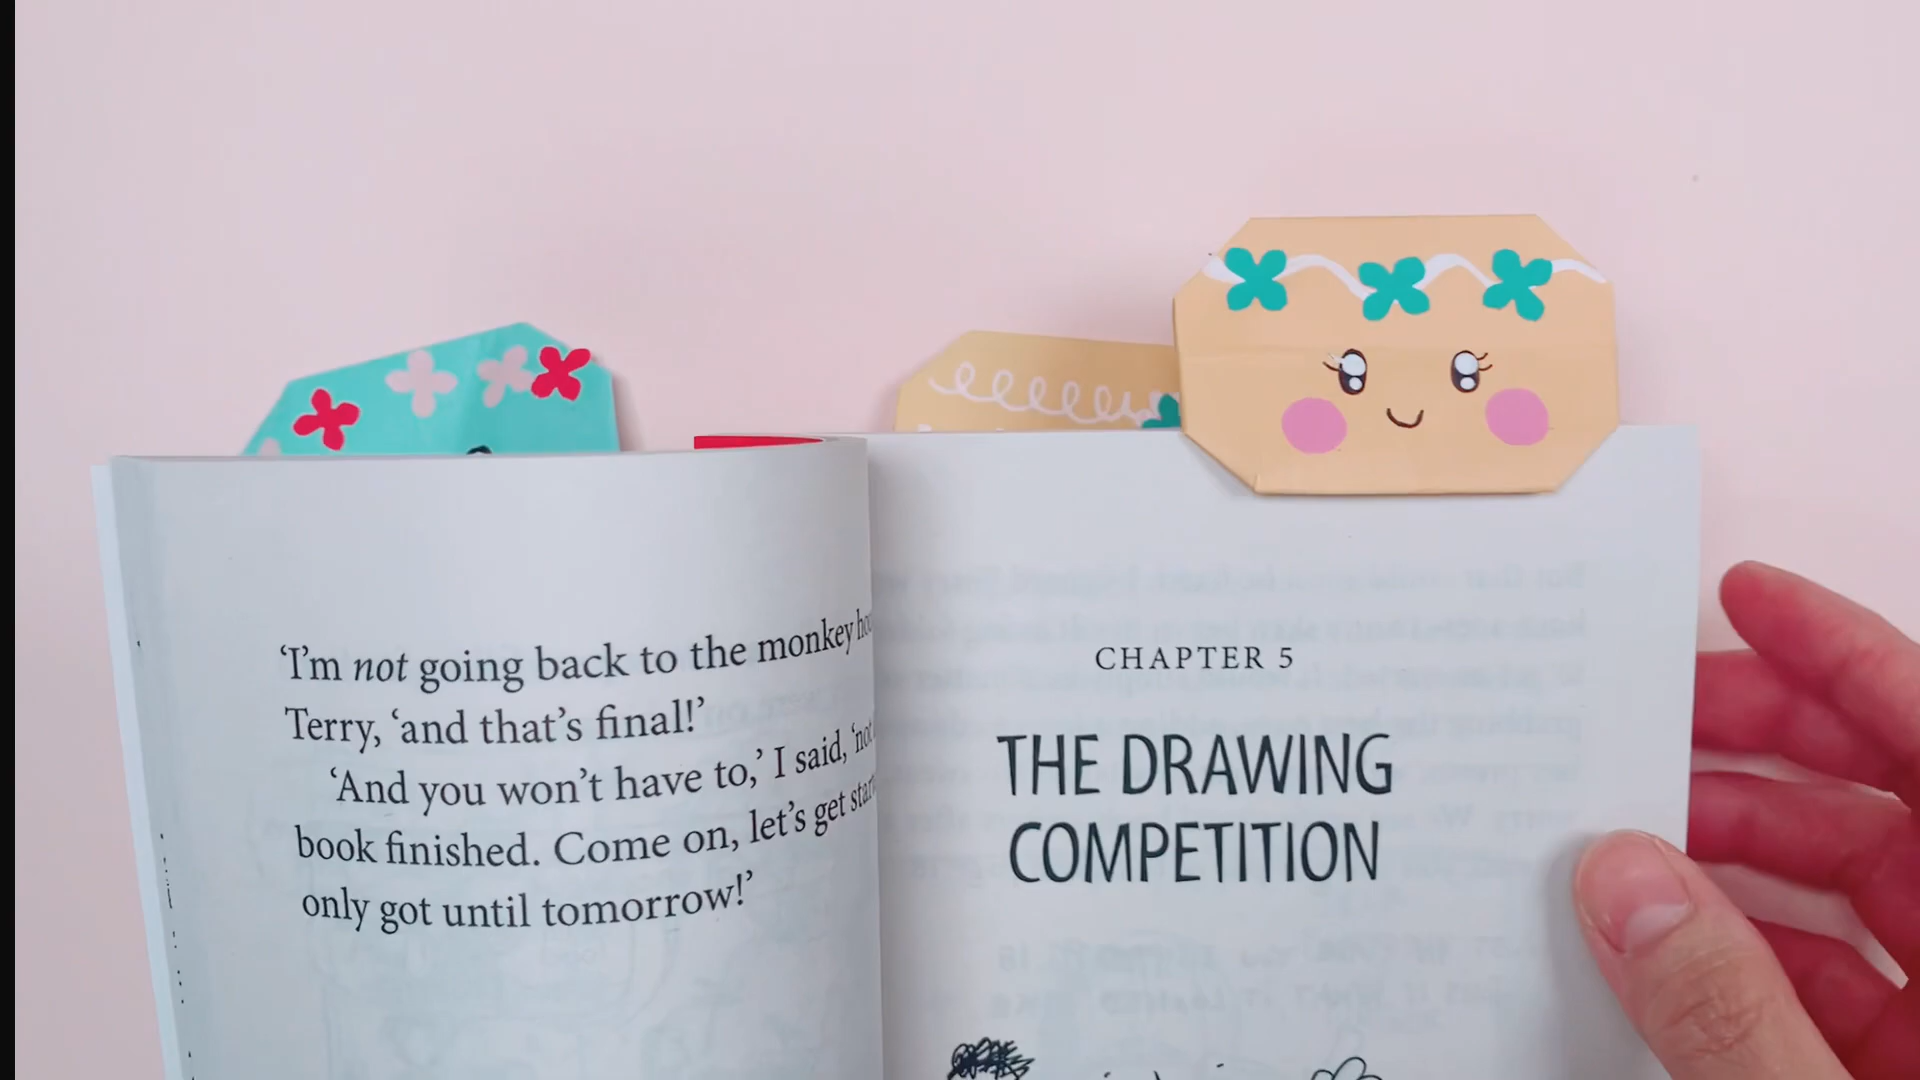 ‘I'm not going back to the monkey
Terry, ‘and that's final!’
‘And you won't have to,’ I said,
book finished. Come on, let's get
only got until tomorrow!’
CHAPTER 5
THE DRAWING
COMPETITION